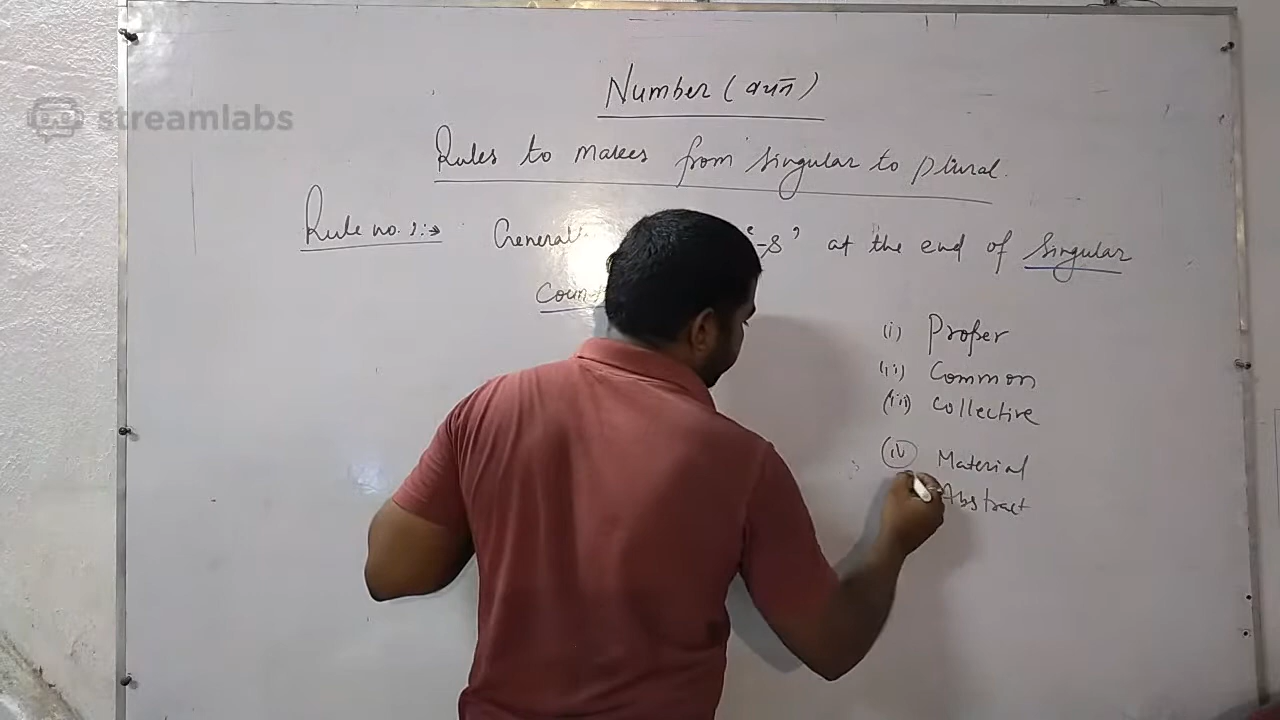 streamlabs
Number (वचन)
Rules to makes from Singular to plural.
Rule no. 1:→ General '-s' at the end of Singular
Coun
(i) Proper
(ii) Common
(iii) Collective
(iv) Material
Abstract